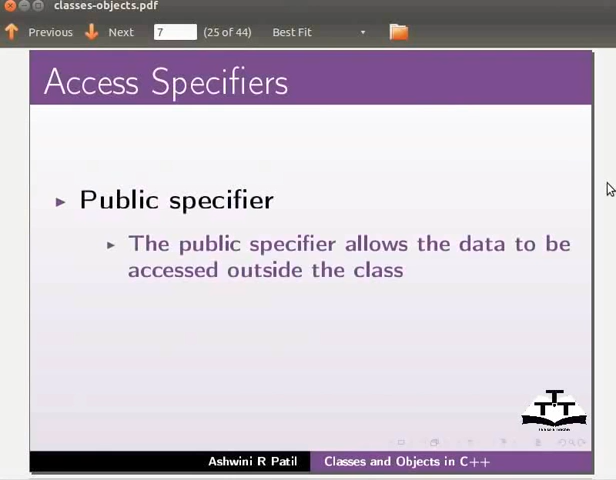 classes-objects.pdf
Previous Next 7 (25 of 44) Best Fit
Access Specifiers
Public specifier
The public specifier allows the data to be
accessed outside the class
Ashwini R Patil Classes and Objects in C++